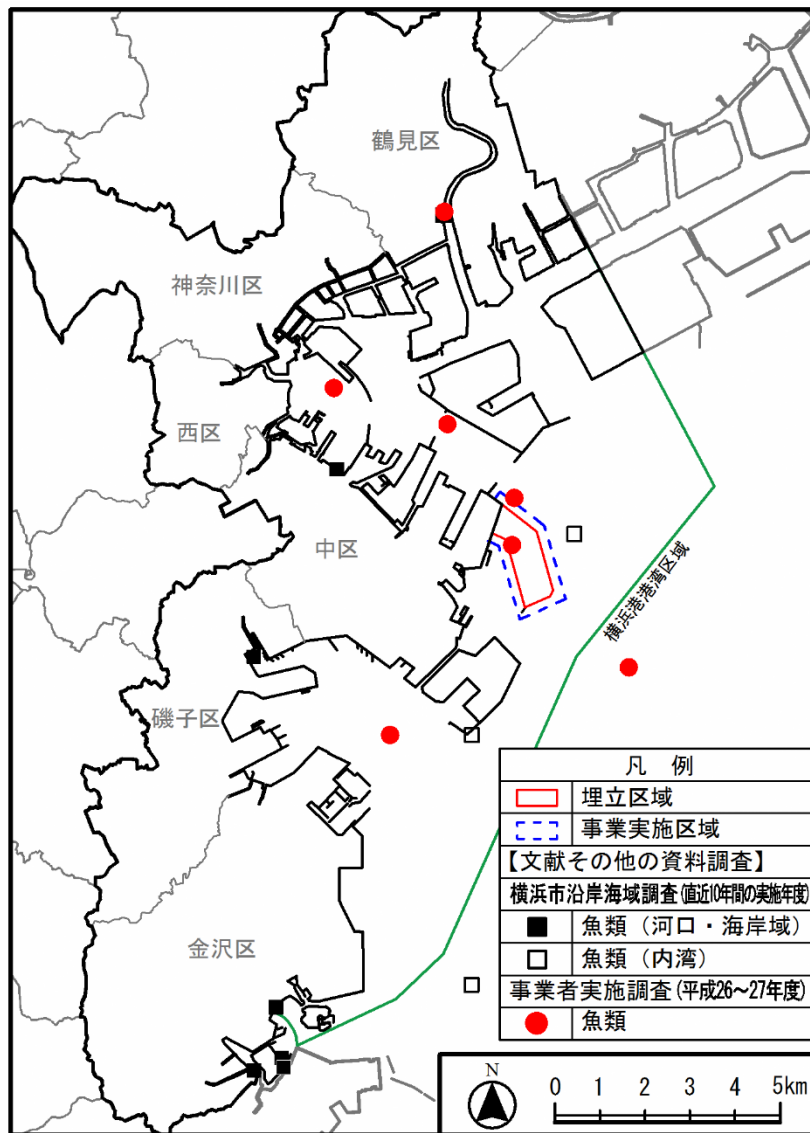 鶴見区
神奈川区
西区
中区
横浜港港湾区域
磯子区
金沢区
凡 例
埋立区域
事業実施区域
【文献その他の資料調査】
横浜市沿岸海域調査(直近10年間の実施年度)
魚類(河口・海岸域)
魚類(内湾)
事業者実施調査(平成26～27年度)
魚類
N
0 1 2 3 4 5km